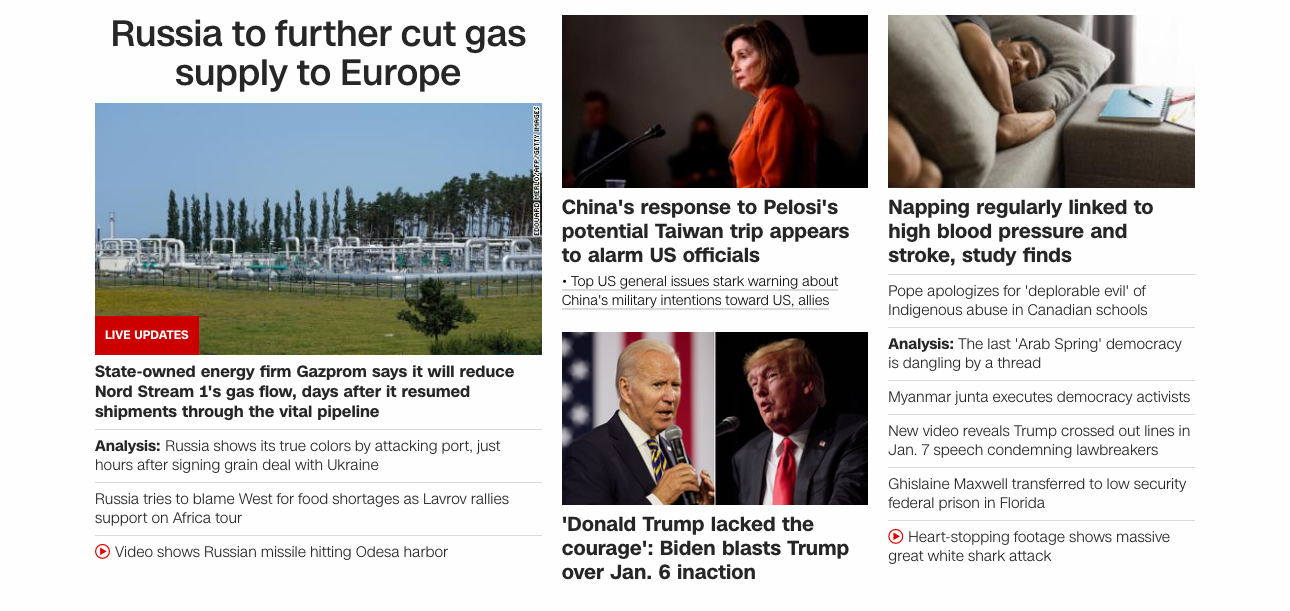 Russia to further cut gas
supply to Europe
EDOUARD MERLO/AFP/GETTY IMAGES
LIVE UPDATES
State-owned energy firm Gazprom says it will reduce
Nord Stream 1's gas flow, days after it resumed
shipments through the vital pipeline
Analysis: Russia shows its true colors by attacking port, just
hours after signing grain deal with Ukraine
Russia tries to blame West for food shortages as Lavrov rallies
support on Africa tour
Video shows Russian missile hitting Odesa harbor
China's response to Pelosi's
potential Taiwan trip appears
to alarm US officials
• Top US general issues stark warning about
China's military intentions toward US, allies
'Donald Trump lacked the
courage': Biden blasts Trump
over Jan. 6 inaction
Napping regularly linked to
high blood pressure and
stroke, study finds
Pope apologizes for 'deplorable evil' of
Indigenous abuse in Canadian schools
Analysis: The last 'Arab Spring' democracy
is dangling by a thread
Myanmar junta executes democracy activists
New video reveals Trump crossed out lines in
Jan. 7 speech condemning lawbreakers
Ghislaine Maxwell transferred to low security
federal prison in Florida
Heart-stopping footage shows massive
great white shark attack